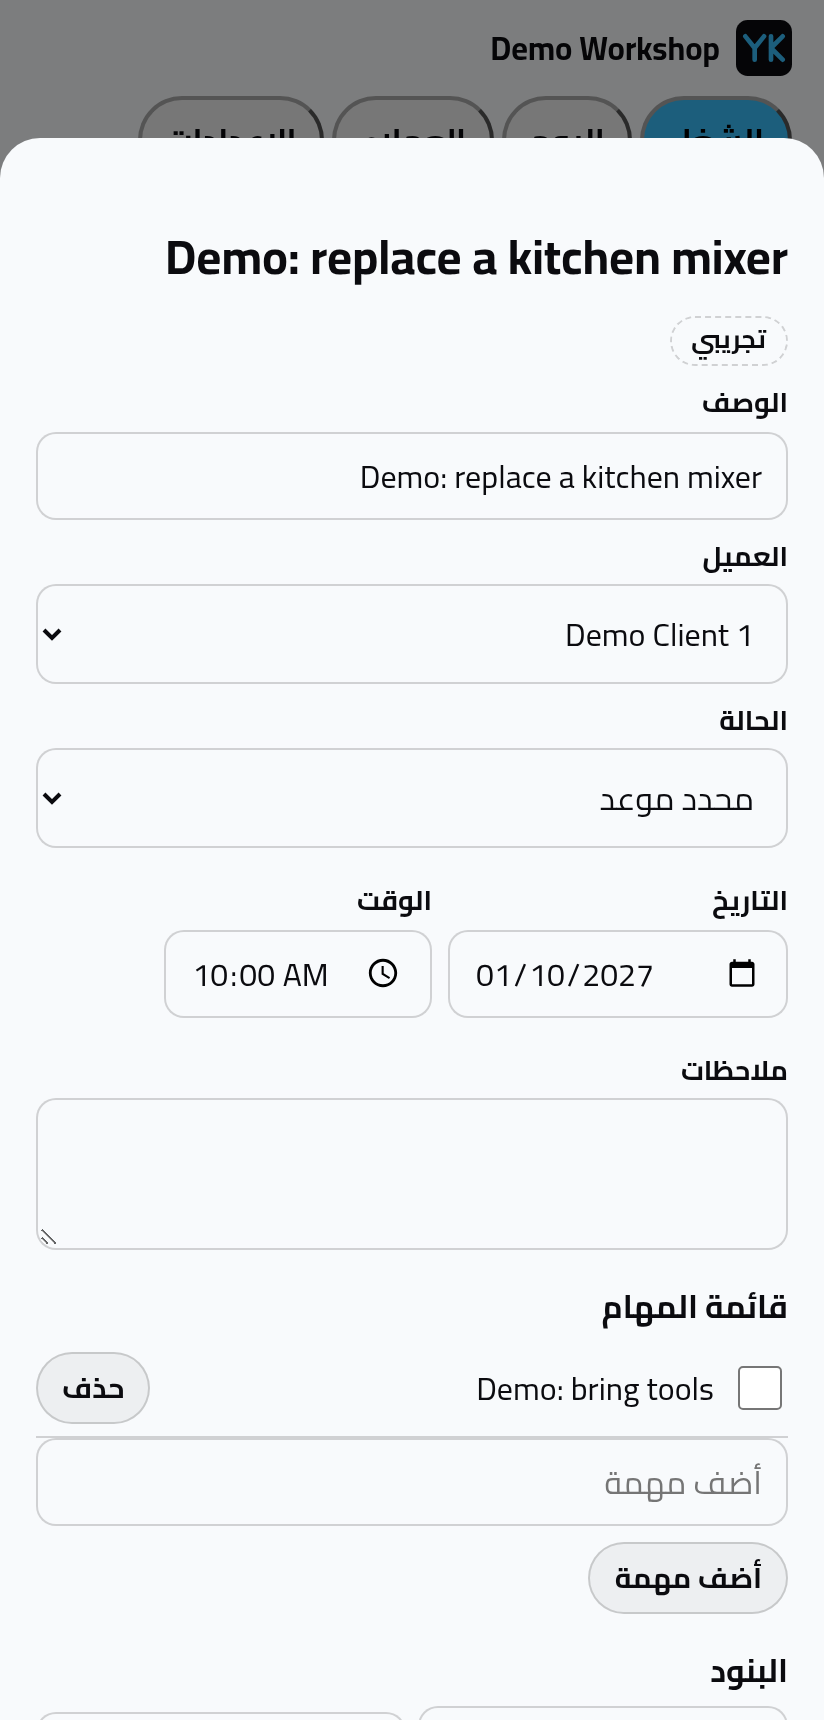 Demo Workshop YK
Demo: replace a kitchen mixer
تجريبي
الوصف
Demo: replace a kitchen mixer
العميل
Demo Client 1
الحالة
محدد موعد
التاريخ الوقت
01/10/2027 10:00 AM
ملاحظات
قائمة المهام
Demo: bring tools حذف
أضف مهمة
أضف مهمة
البنود